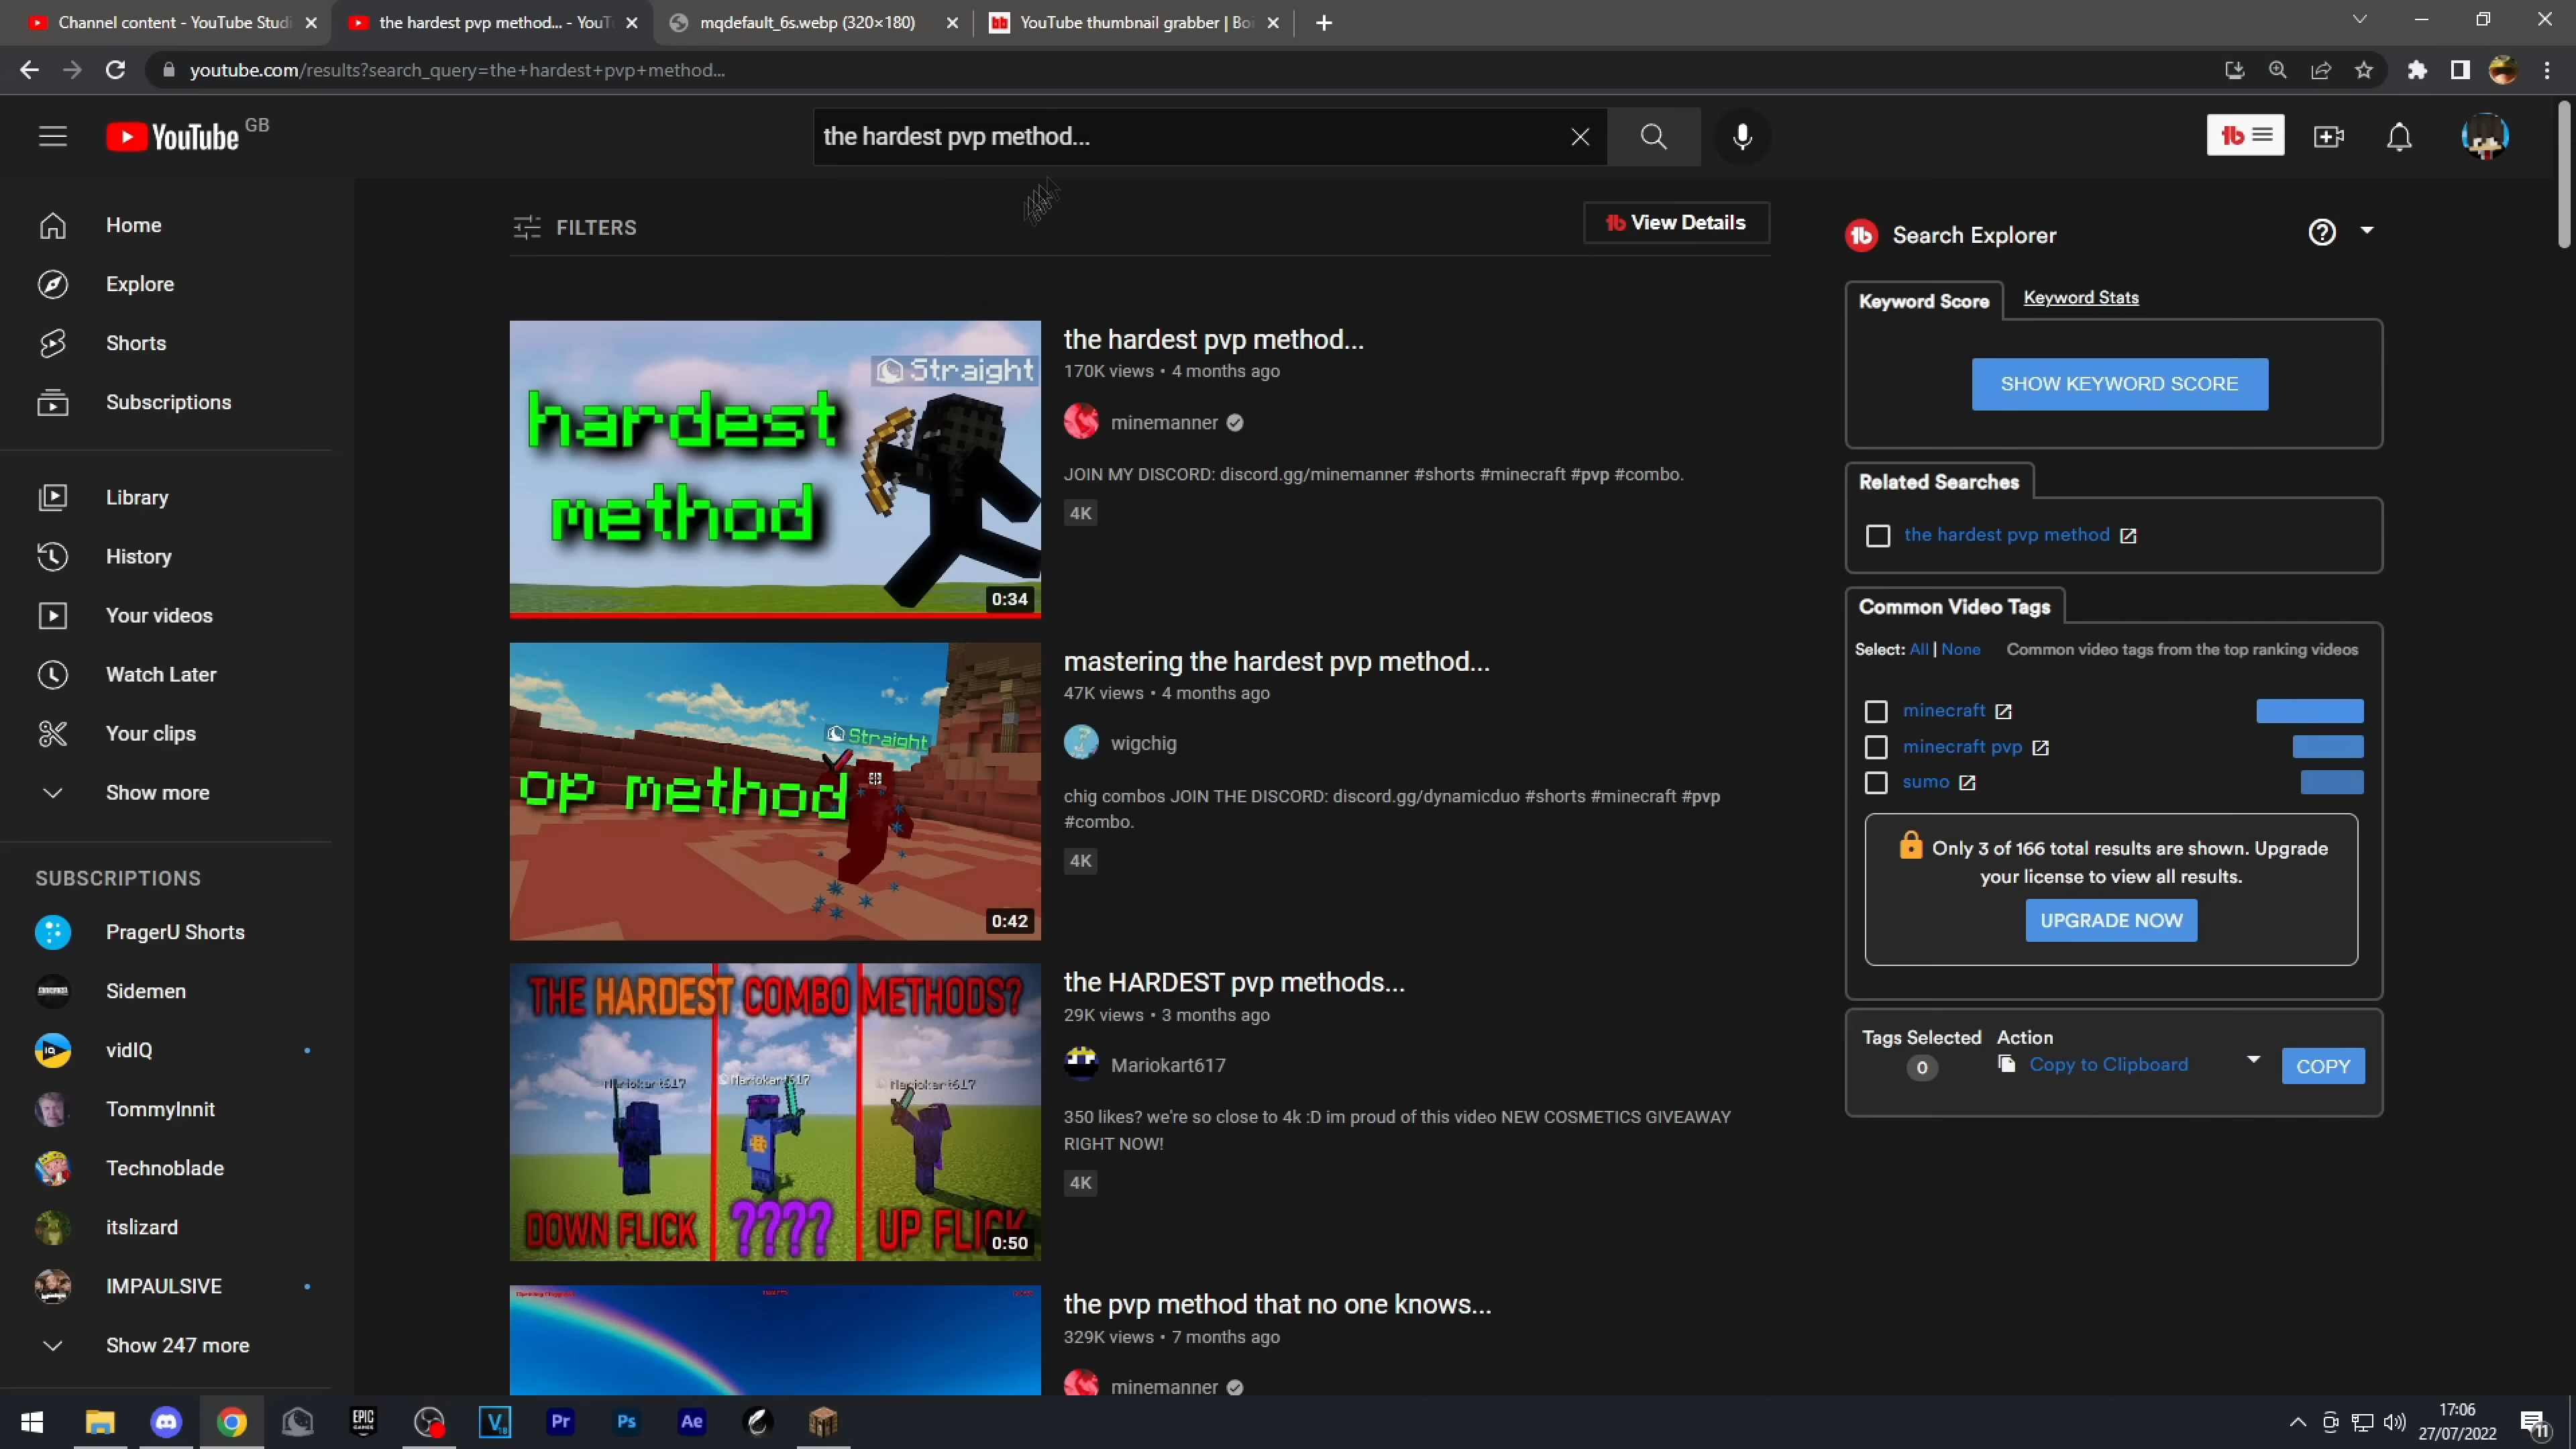 Channel content - YouTube Studi
the hardest pvp method... - YouT
mqdefault_6s.webp (320×180)
YouTube thumbnail grabber | Boi
youtube.com/results?search_query=the+hardest+pvp+method...
YouTube GB
the hardest pvp method...
Home
Explore
Shorts
Subscriptions
Library
History
Your videos
Watch Later
Your clips
Show more
SUBSCRIPTIONS
PragerU Shorts
Sidemen
vidIQ
TommyInnit
Technoblade
itslizard
IMPAULSIVE
Show 247 more
FILTERS
View Details
Straight
hardest
method
0:34
the hardest pvp method...
170K views • 4 months ago
minemanner
JOIN MY DISCORD: discord.gg/minemanner #shorts #minecraft #pvp #combo.
4K
Straight
op method
0:42
mastering the hardest pvp method...
47K views • 4 months ago
wigchig
chig combos JOIN THE DISCORD: discord.gg/dynamicduo #shorts #minecraft #pvp
#combo.
4K
THE HARDEST COMBO METHODS?
Mariokart617
Mariokart617
Mariokart617
DOWN FLICK
????
UP FLICK
0:50
the HARDEST pvp methods...
29K views • 3 months ago
Mariokart617
350 likes? we're so close to 4k :D im proud of this video NEW COSMETICS GIVEAWAY
RIGHT NOW!
4K
the pvp method that no one knows...
329K views • 7 months ago
minemanner
Search Explorer
Keyword Score
Keyword Stats
SHOW KEYWORD SCORE
Related Searches
the hardest pvp method
Common Video Tags
Select: All | None
Common video tags from the top ranking videos
minecraft
minecraft pvp
sumo
Only 3 of 166 total results are shown. Upgrade
your license to view all results.
UPGRADE NOW
Tags Selected
0
Action
Copy to Clipboard
COPY
EPIC
GAMES
V
18
Pr
Ps
Ae
17:06
27/07/2022
11